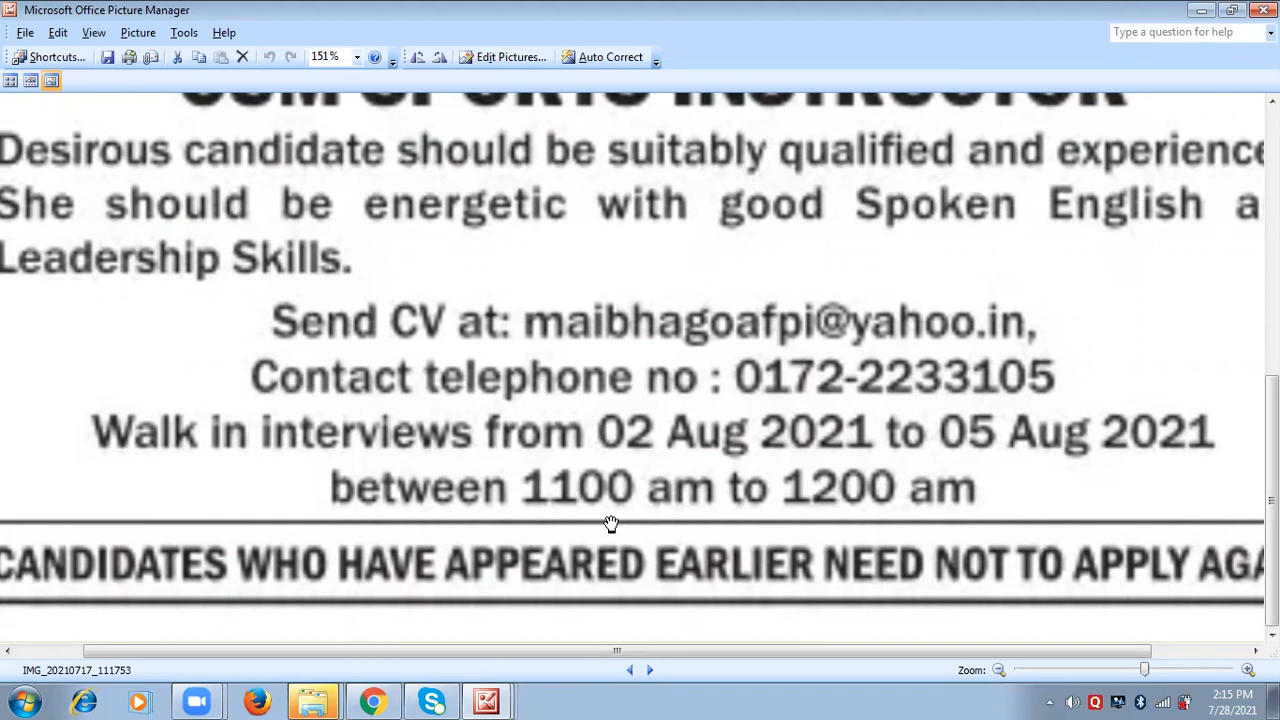 Microsoft Office Picture Manager
File Edit View Picture Tools Help
Type a question for help
Shortcuts... 151% Edit Pictures... Auto Correct
SPORTS INSTRUCTOR
Desirous candidate should be suitably qualified and experience
She should be energetic with good Spoken English a
Leadership Skills.
Send CV at: maibhagoafpi@yahoo.in,
Contact telephone no : 0172-2233105
Walk in interviews from 02 Aug 2021 to 05 Aug 2021
between 1100 am to 1200 am
CANDIDATES WHO HAVE APPEARED EARLIER NEED NOT TO APPLY AGA
IMG_20210717_111753
Zoom:
2:15 PM
7/28/2021